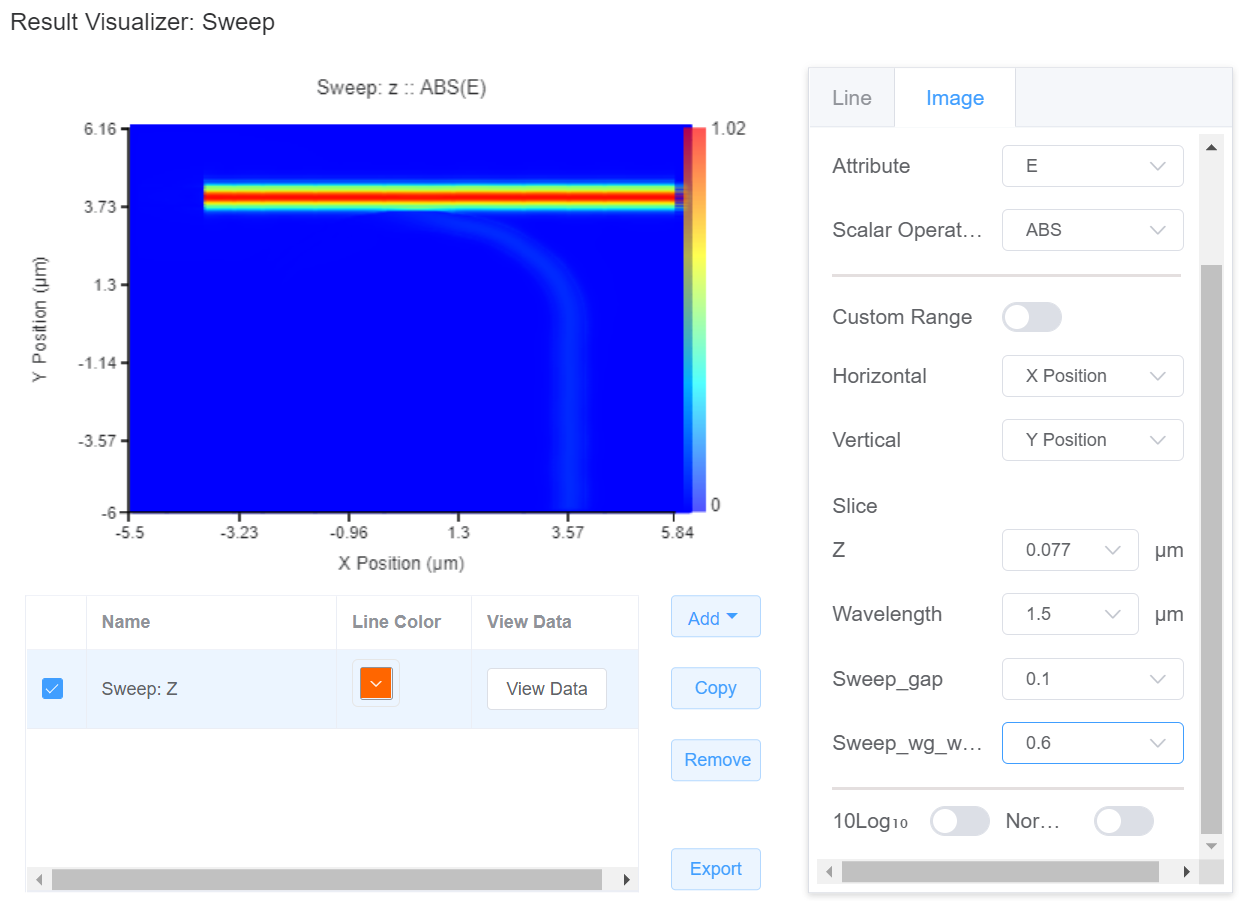 Result Visualizer: Sweep
Sweep: z :: ABS(E)
6.16
3.73
1.3
-1.14
-3.57
-6
Y Position (μm)
-5.5 -3.23 -0.96 1.3 3.57 5.84
X Position (μm)
1.02
0
Name Line Color View Data
Sweep: Z View Data
Add
Copy
Remove
Export
Line Image
Attribute E
Scalar Operat... ABS
Custom Range
Horizontal X Position
Vertical Y Position
Slice
Z 0.077 μm
Wavelength 1.5 μm
Sweep_gap 0.1
Sweep_wg_w... 0.6
10Log₁₀ Nor...